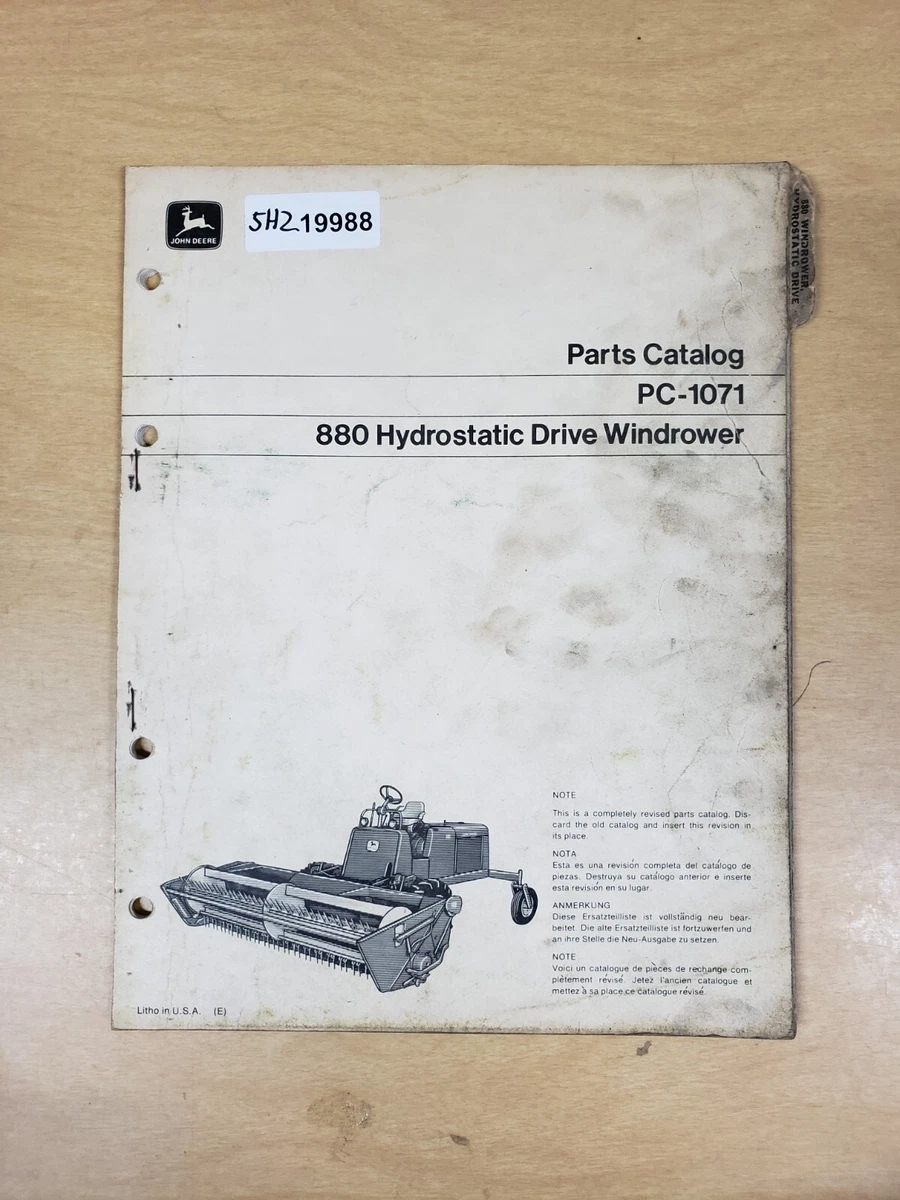 JOHN DEERE
5HZ19988
880 WINDROWER,
HYDROSTATIC DRIVE
Parts Catalog
PC-1071
880 Hydrostatic Drive Windrower
NOTE
This is a completely revised parts catalog. Dis-
card the old catalog and insert this revision in
its place.
NOTA
Esta es una revisión completa del catálogo de
piezas. Destruya su catálogo anterior e inserte
esta revisión en su lugar.
ANMERKUNG
Diese Ersatzteilliste ist vollständig neu bear-
beitet. Die alte Ersatzteilliste ist fortzuwerfen und
an ihre Stelle die Neu-Ausgabe zu setzen.
NOTE
Voici un catalogue de pièces de rechange com-
plètement révisé. Jetez l'ancien catalogue et
mettez à sa place ce catalogue révisé.
Litho in U.S.A. (E)